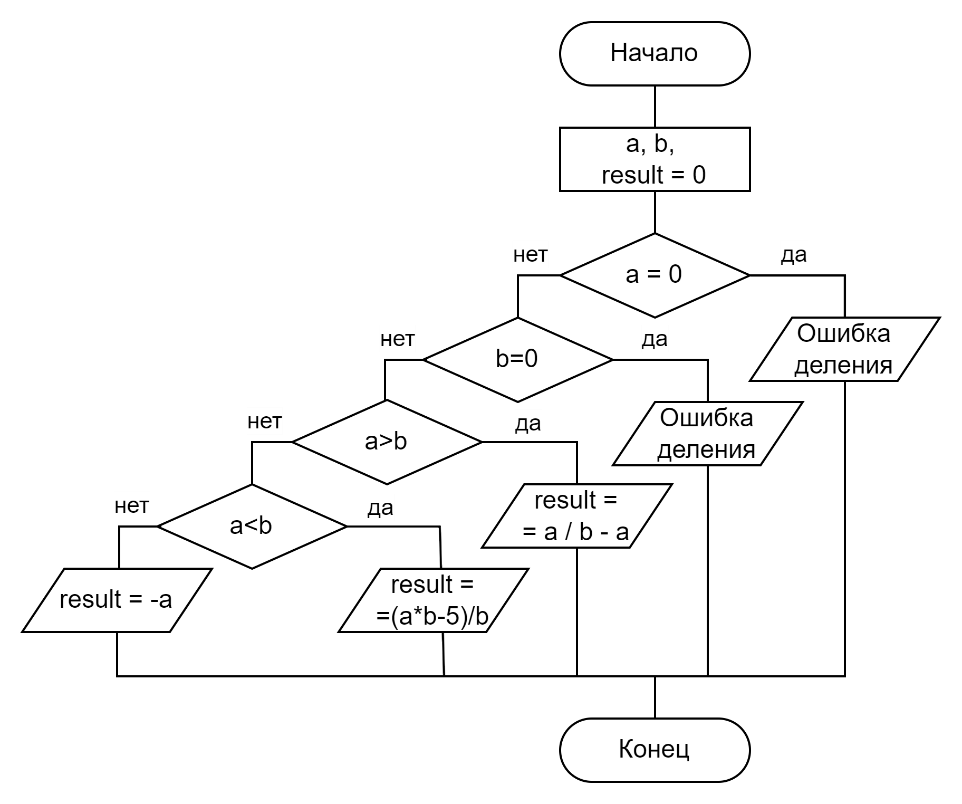 Начало
a, b,
result = 0
нет
да
a = 0
Ошибка
деления
нет
да
b=0
Ошибка
деления
нет
да
a>b
result =
= a / b - a
нет
да
a<b
result = -a
result =
=(a*b-5)/b
Конец